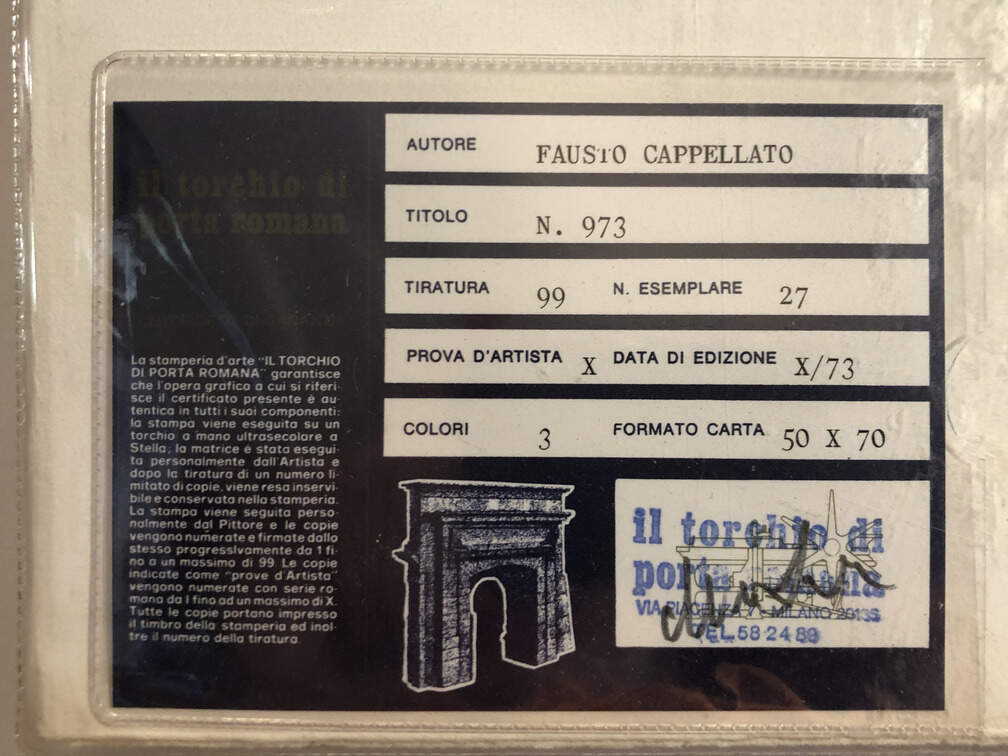 il torchio di
porta romana
La stamperia d'arte "IL TORCHIO
DI PORTA ROMANA" garantisce
che l'opera grafica a cui si riferi-
sce il certificato presente è au-
tentica in tutti i suoi componenti:
la stampa viene eseguita su un
torchio a mano ultrasecolare a
Stella; la matrice è stata esegui-
ta personalmente dall'Artista e
dopo la tiratura di un numero li-
mitato di copie, viene resa inservi-
bile e conservata nella stamperia.
La stampa viene seguita perso-
nalmente dal Pittore e le copie
vengono numerate e firmate dallo
stesso progressivamente da 1 fi-
no a un massimo di 99 Le copie
indicate come "prove d'Artista"
vengono numerate con serie ro-
mana da I fino ad un massimo di X.
Tutte le copie portano impresso
il timbro della stamperia ed inol-
tre il numero della tiratura.
AUTORE FAUSTO CAPPELLATO
TITOLO N. 973
TIRATURA 99 N. ESEMPLARE 27
PROVA D'ARTISTA X DATA DI EDIZIONE X/73
COLORI 3 FORMATO CARTA 50 X 70
il torchio di
porta romana
VIA PIACENZA MILANO 20135
TEL. 58 24 89